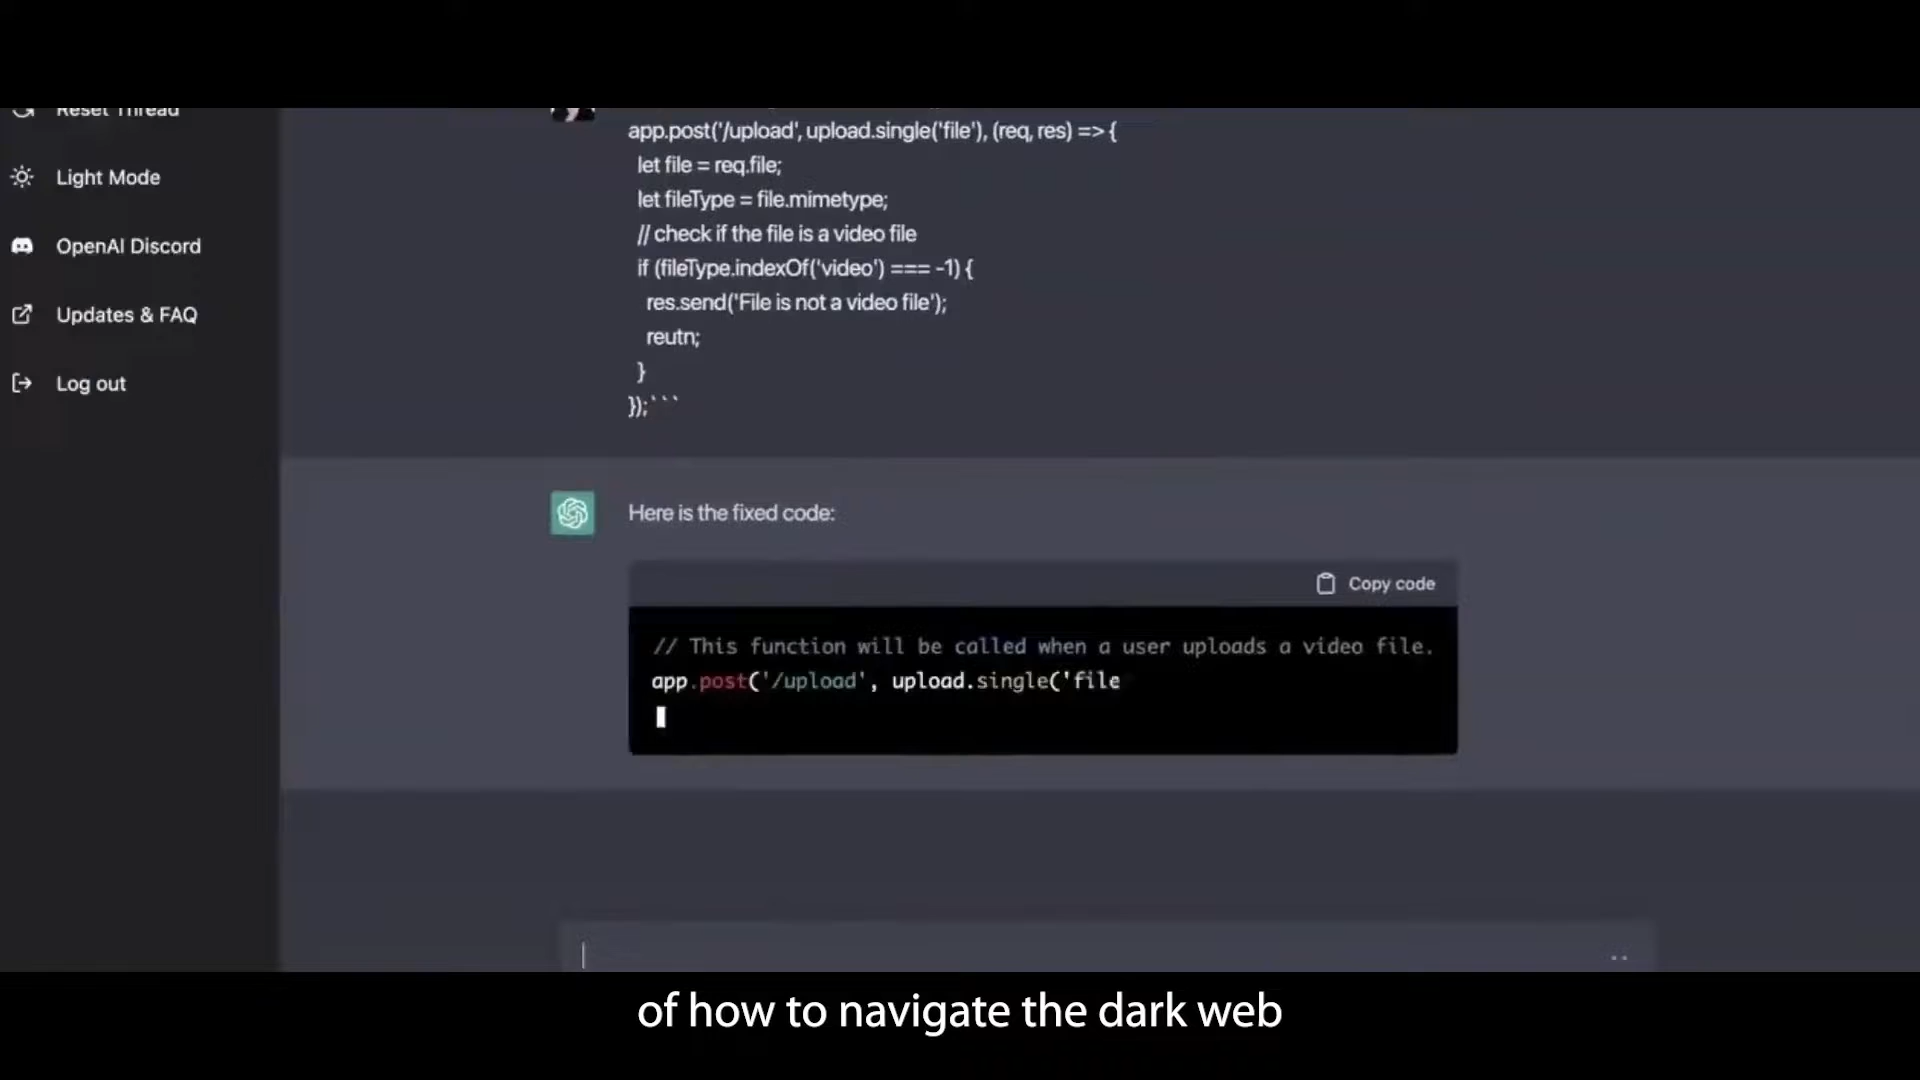 Reset Thread
Light Mode
OpenAI Discord
Updates & FAQ
Log out
app.post('/upload', upload.single('file'), (req, res) => {
let file = req.file;
let fileType = file.mimetype;
// check if the file is a video file
if (fileType.indexOf('video') === -1) {
res.send('File is not a video file');
reutn;
}
});```
Here is the fixed code:
Copy code
// This function will be called when a user uploads a video file.
app.post('/upload', upload.single('file
of how to navigate the dark web